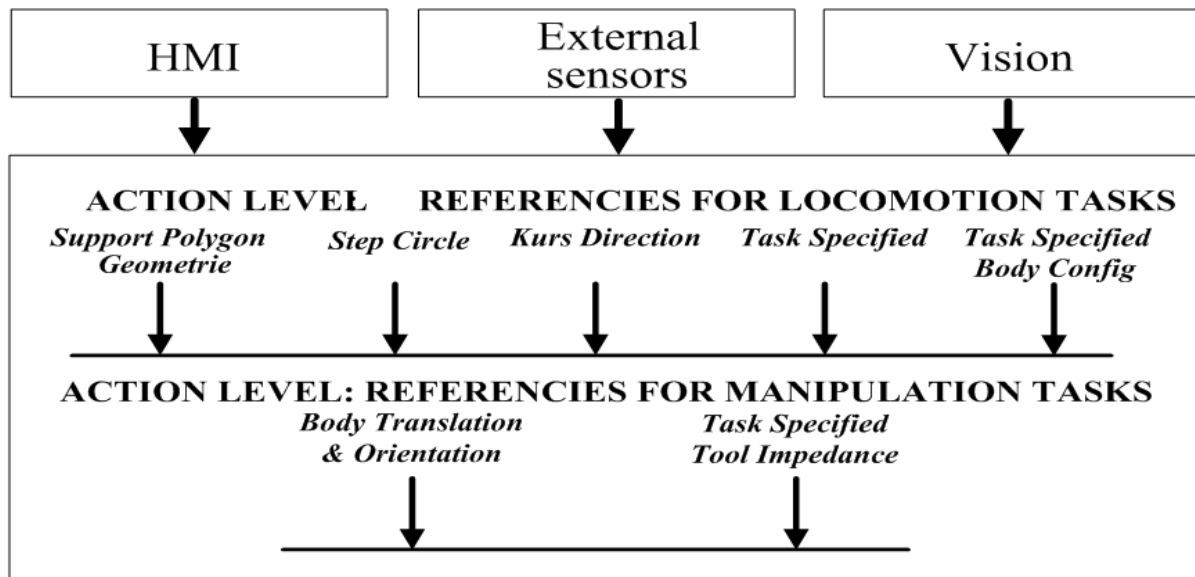 HMI
External
sensors
Vision
ACTION LEVEL: REFERENCIES FOR LOCOMOTION TASKS
Support Polygon
Geometrie
Step Circle
Kurs Direction
Task Specified
Task Specified
Body Config
ACTION LEVEL: REFERENCIES FOR MANIPULATION TASKS
Body Translation
& Orientation
Task Specified
Tool Impedance